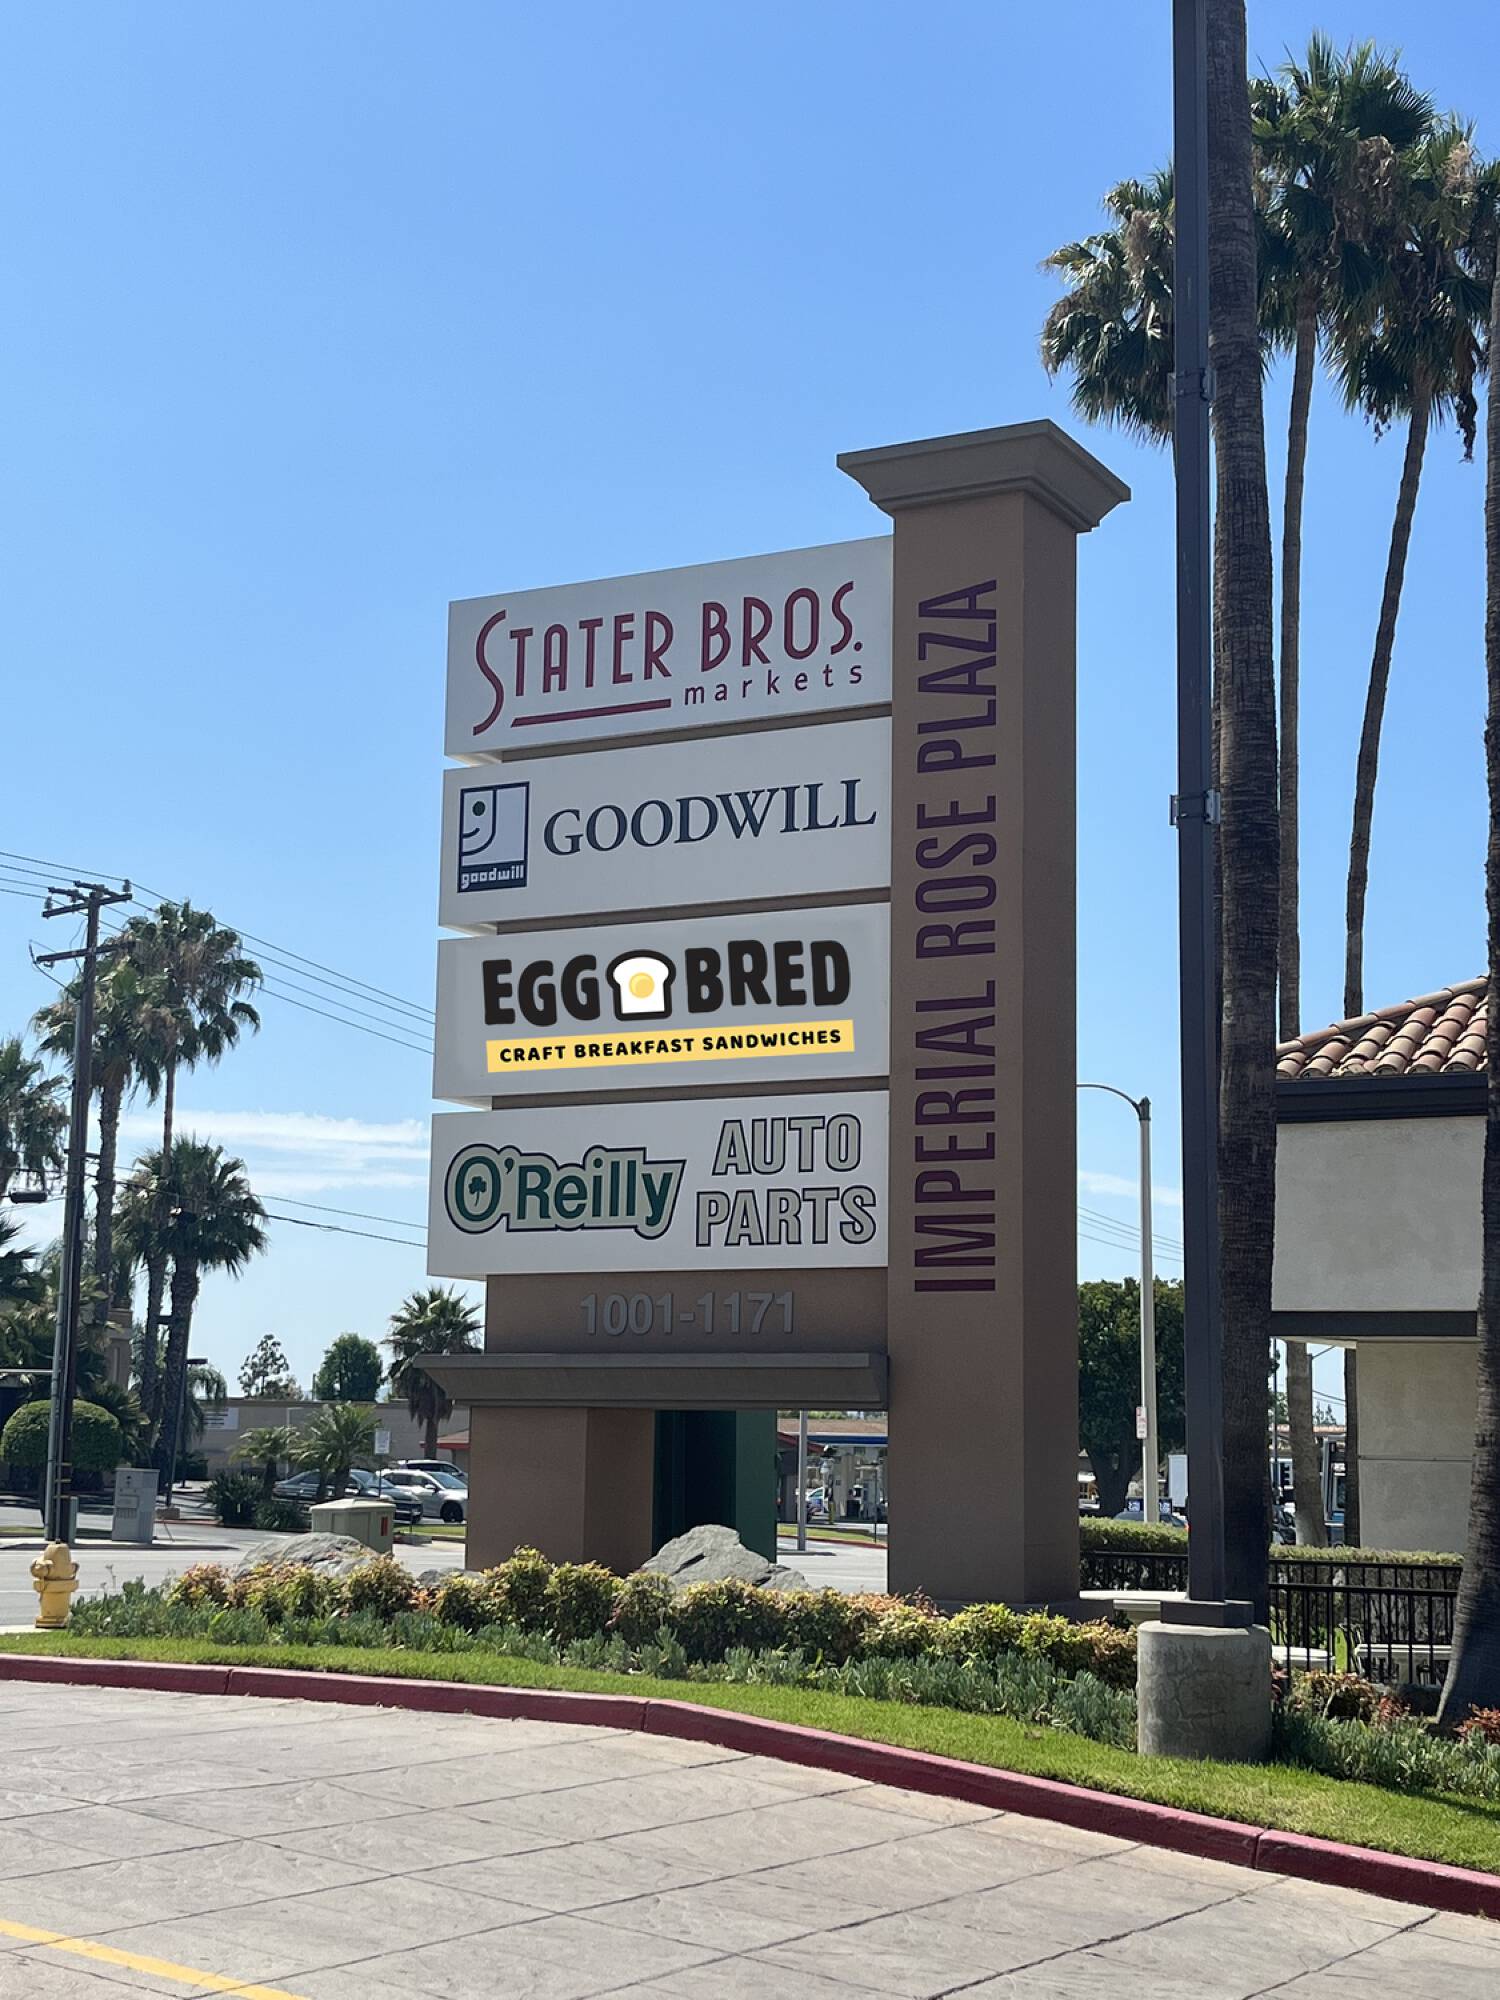 STATER BROS.
markets
goodwill
GOODWILL
EGG BRED
CRAFT BREAKFAST SANDWICHES
O'Reilly
AUTO
PARTS
1001-1171
IMPERIAL ROSE PLAZA